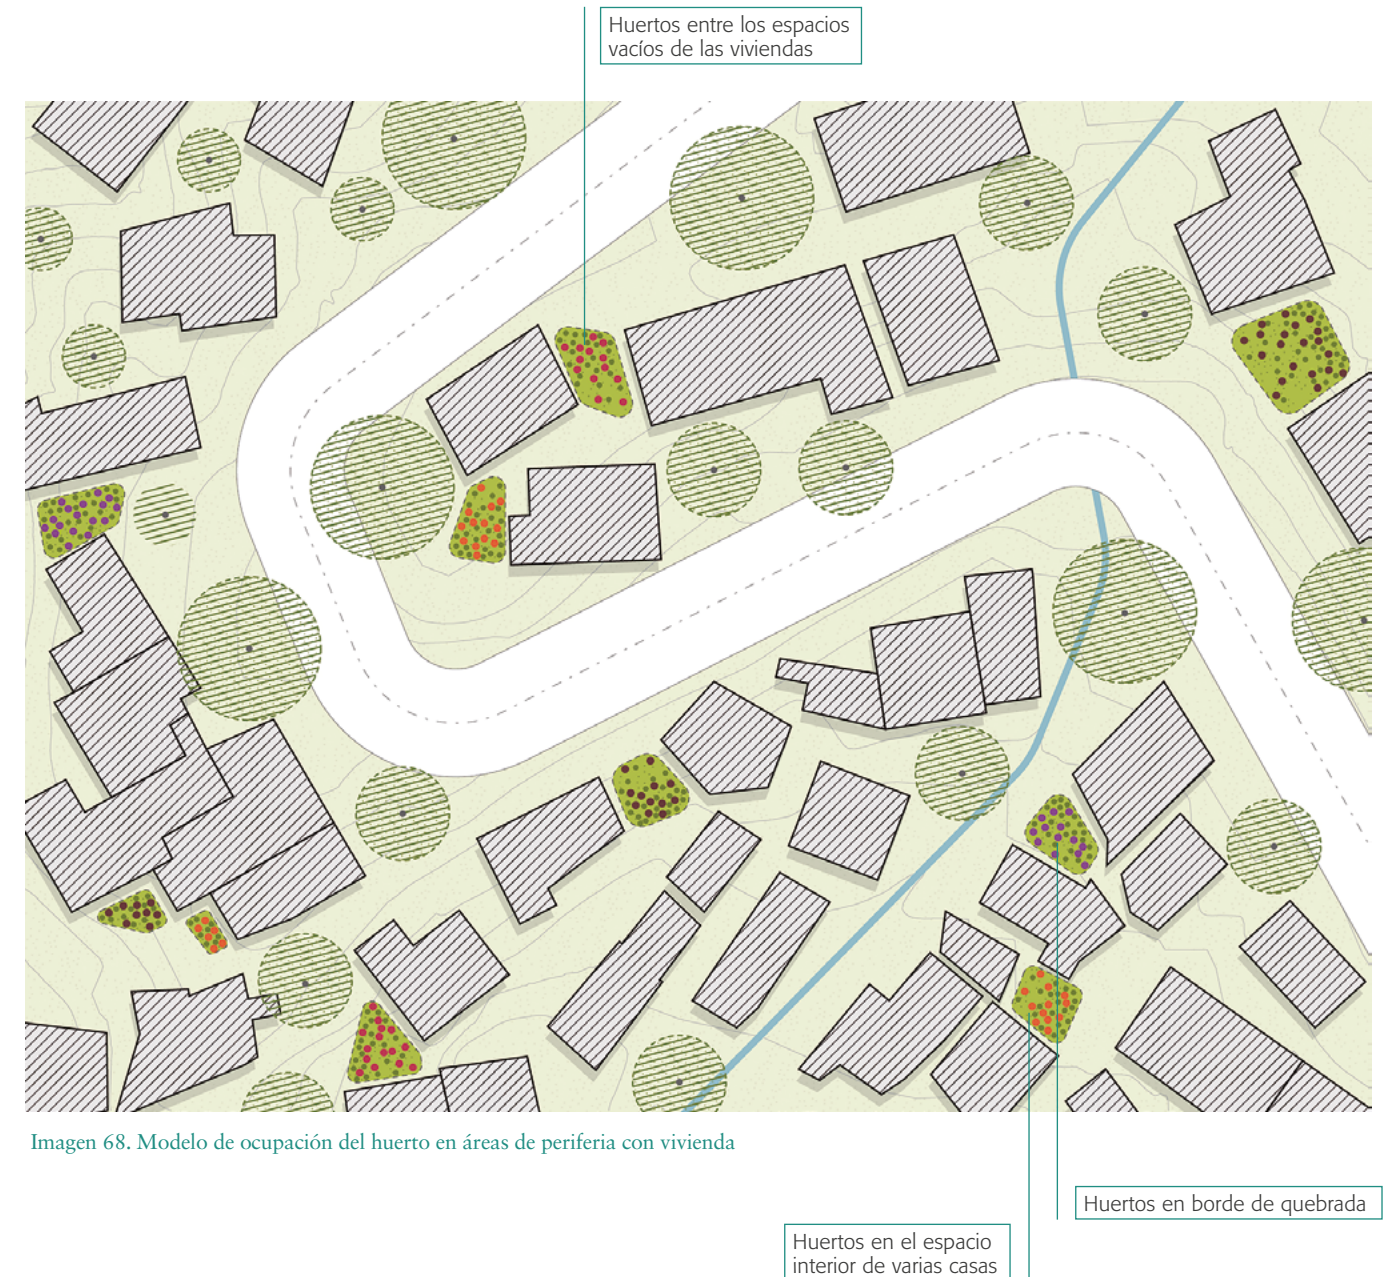 Huertos entre los espacios
vacíos de las viviendas
Imagen 68. Modelo de ocupación del huerto en áreas de periferia con vivienda
Huertos en borde de quebrada
Huertos en el espacio
interior de varias casas